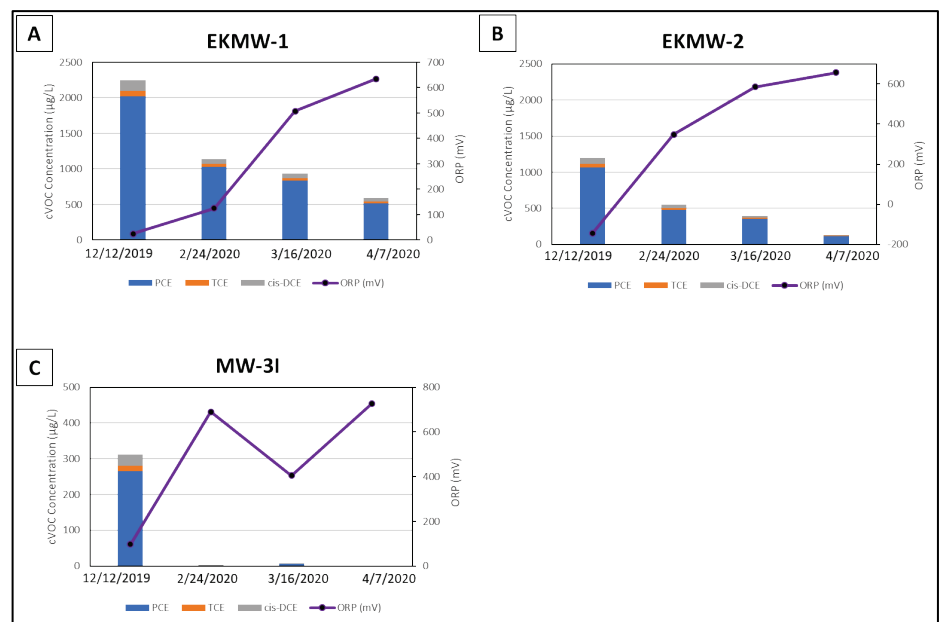 A
EKMW-1
cVOC Concentration (µg/L)
2500
2000
1500
1000
500
0
700
600
500
400
300
200
100
0
ORP (mV)
12/12/2019 2/24/2020 3/16/2020 4/7/2020
PCE TCE cis-DCE ORP (mV)
B
EKMW-2
cVOC Concentration (µg/L)
2500
2000
1500
1000
500
0
600
400
200
0
-200
ORP (mV)
12/12/2019 2/24/2020 3/16/2020 4/7/2020
PCE TCE cis-DCE ORP (mV)
C
MW-3I
cVOC Concentration (µg/L)
500
400
300
200
100
0
800
600
400
200
0
ORP (mV)
12/12/2019 2/24/2020 3/16/2020 4/7/2020
PCE TCE cis-DCE ORP (mV)